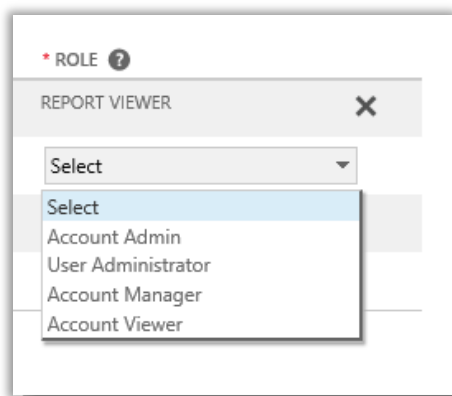 * ROLE ?
REPORT VIEWER
Select
Select
Account Admin
User Administrator
Account Manager
Account Viewer